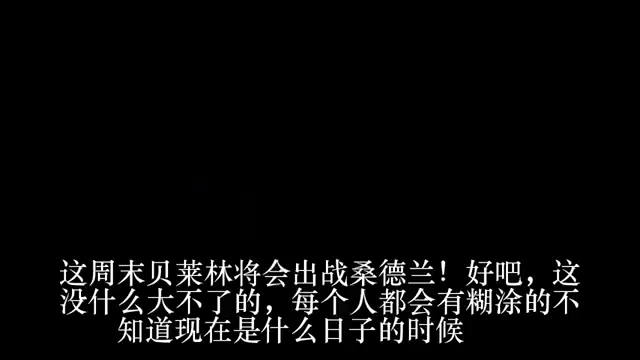 这周末贝莱林将会出战桑德兰！好吧，这
没什么大不了的，每个人都会有糊涂的不
知道现在是什么日子的时候